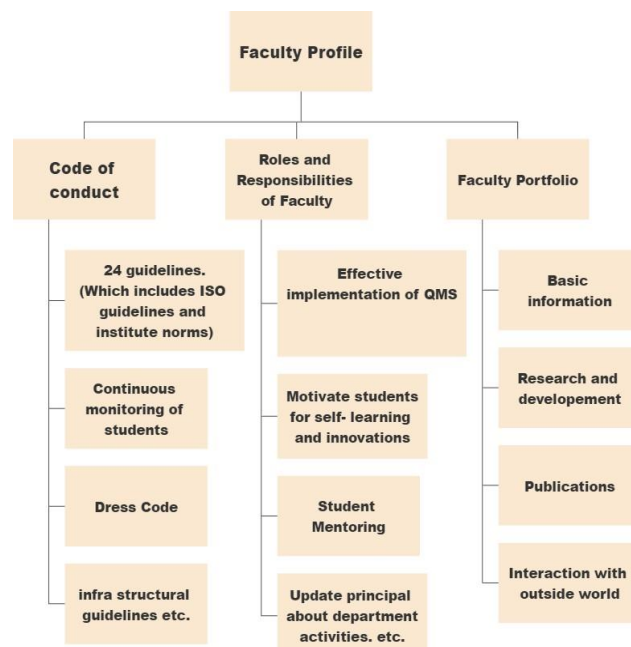 Faculty Profile
Code of
conduct
24 guidelines.
(Which includes ISO
guidelines and
institute norms)
Continuous
monitoring of
students
Dress Code
infra structural
guidelines etc.
Roles and
Responsibilities
of Faculty
Effective
implementation of QMS
Motivate students
for self- learning
and innovations
Student
Mentoring
Update principal
about department
activities. etc.
Faculty Portfolio
Basic
information
Research and
developement
Publications
Interaction with
outside world